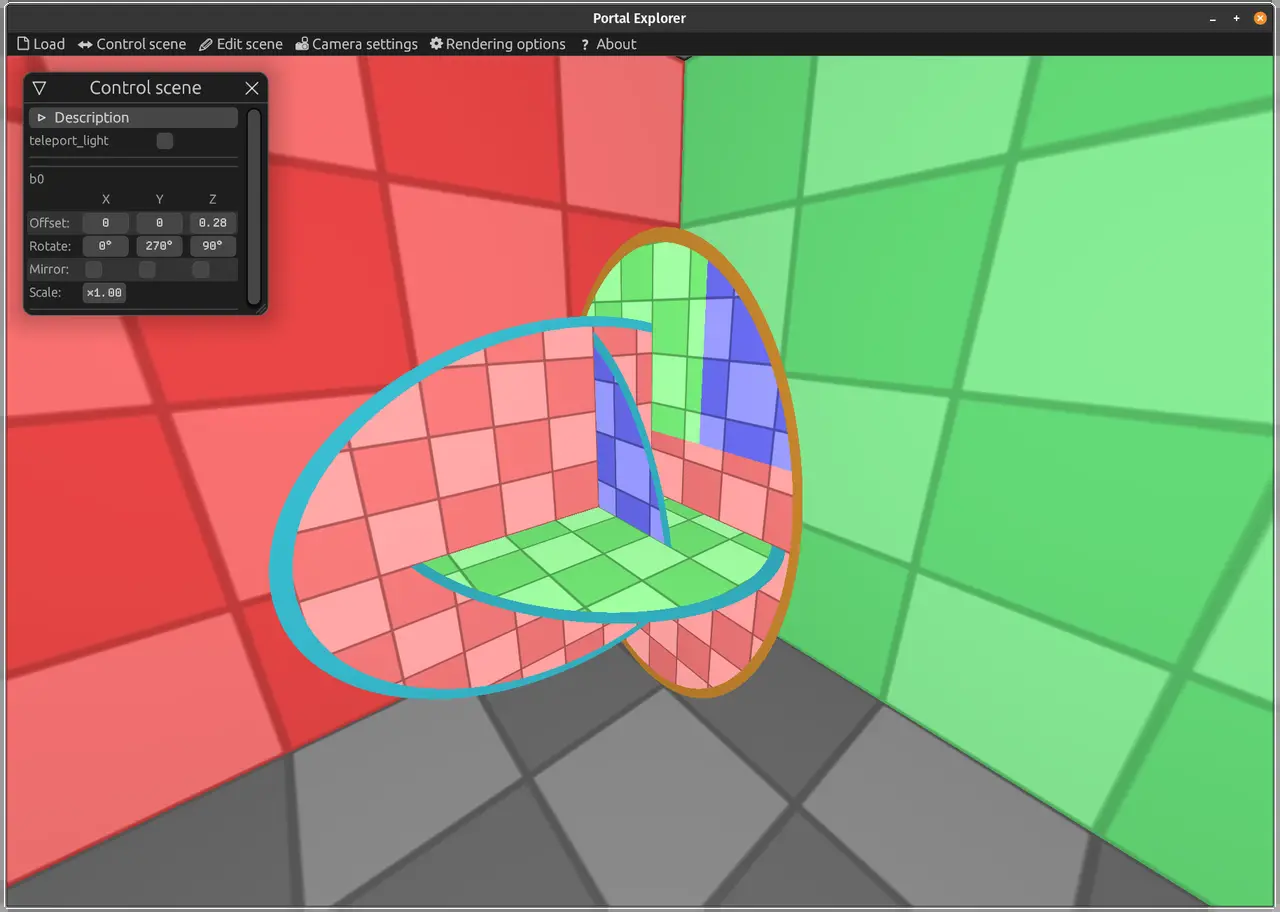 Portal Explorer
Load Control scene Edit scene Camera settings Rendering options ? About
Control scene
Description
teleport_light
b0
X Y Z
Offset: 0 0 0.28
Rotate: 0° 270° 90°
Mirror:
Scale: ×1.00